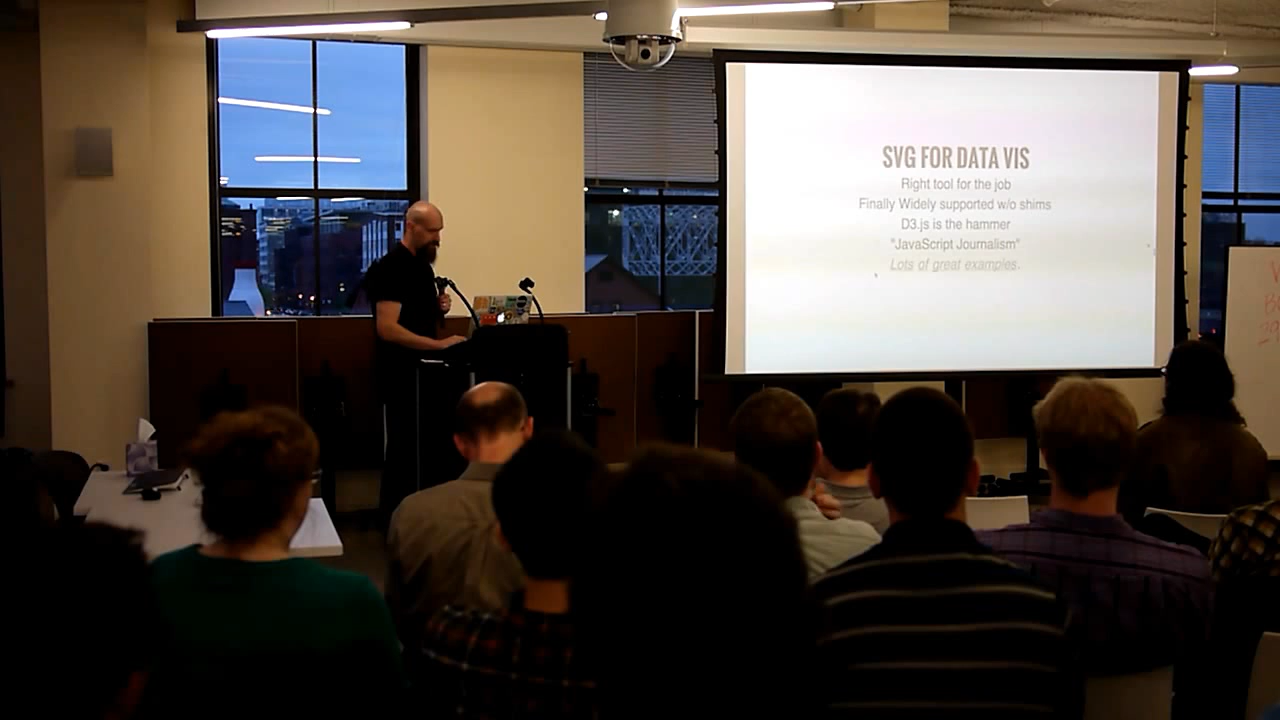 SVG FOR DATA VIS
Right tool for the job
Finally Widely supported w/o shims
D3.js is the hammer
"JavaScript Journalism"
Lots of great examples.